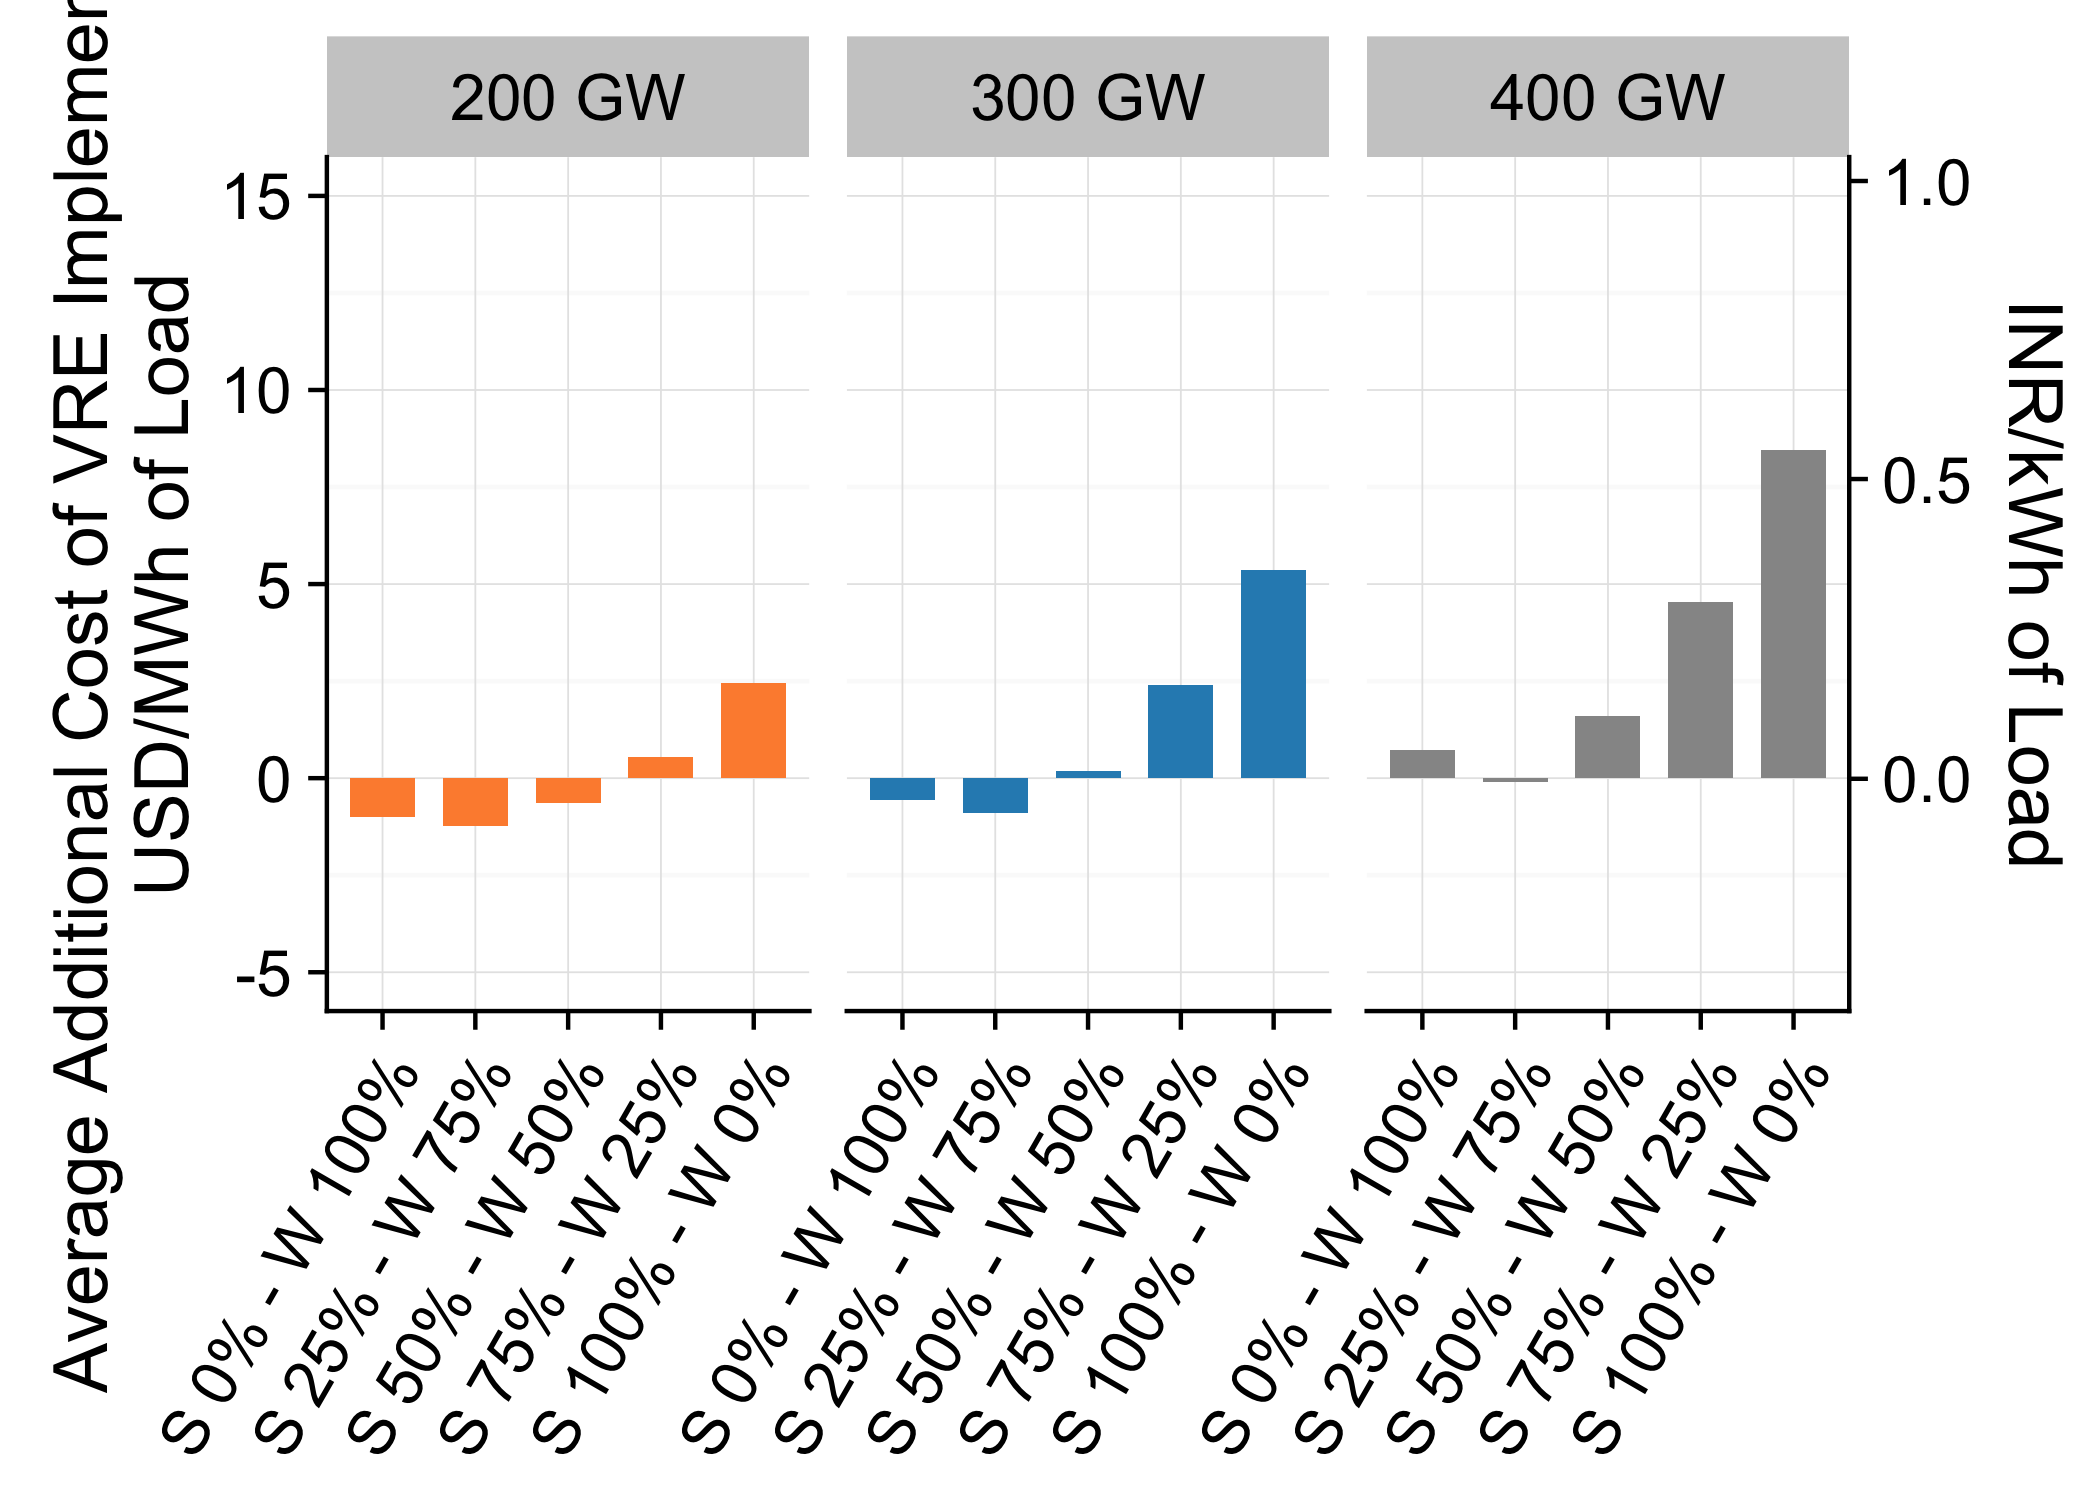 Average Additional Cost of VRE
USD/MWh of Load
200 GW
300 GW
400 GW
15
10
5
0
-5
1.0
0.5
0.0
INR/kWh of Load
S 0% - W 100%
S 25% - W 75%
S 50% - W 50%
S 75% - W 25%
S 100% - W 0%
S 0% - W 100%
S 25% - W 75%
S 50% - W 50%
S 75% - W 25%
S 100% - W 0%
S 0% - W 100%
S 25% - W 75%
S 50% - W 50%
S 75% - W 25%
S 100% - W 0%